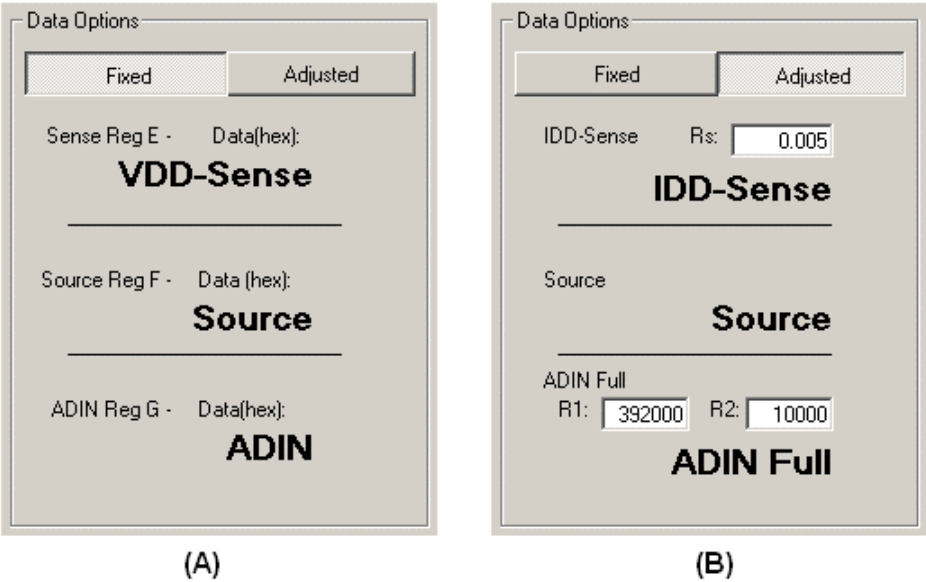 Data Options
Fixed Adjusted
Sense Reg E - Data(hex):
VDD-Sense
Source Reg F - Data (hex):
Source
ADIN Reg G - Data(hex):
ADIN
(A)
Data Options
Fixed Adjusted
IDD-Sense Rs: 0.005
IDD-Sense
Source
Source
ADIN Full
R1: 392000 R2: 10000
ADIN Full
(B)